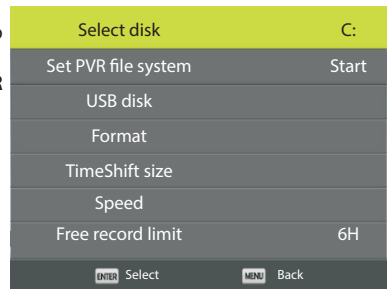 Select disk C:
Set PVR file system Start
USB disk
Format
TimeShift size
Speed
Free record limit 6H
ENTER Select MENU Back